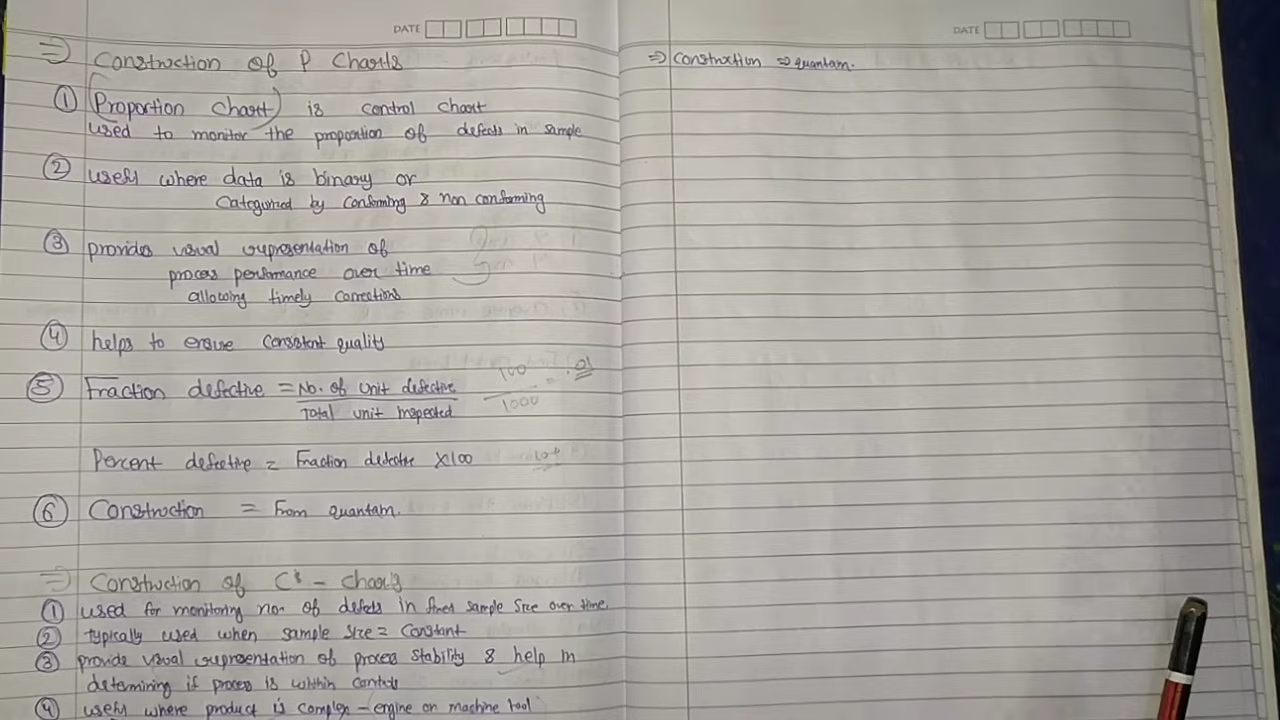 DATE
⇒ Construction of P Charts
① (Proportion Chart) is control chart
used to monitor the proportion of defects in sample
② useful where data is binary or
Categorized by Conforming & non conforming
③ provides visual representation of
process performance over time
allowing timely corrections
④ helps to ensure Consistent quality
⑤ Fraction defective = No. of unit defective
Total unit inspected
100
1000
Percent defective = Fraction defective X100
⑥ Construction = From quantam.
⇒ Construction of C - Charts
① used for monitoring no. of defects in fixed sample size over time.
② typically used when sample size = Constant
③ provide visual representation of process stability & help in
determining if process is within controls
④ useful where product is complex - engine on machine tool
DATE
⇒ Construction ⇒ quantam.